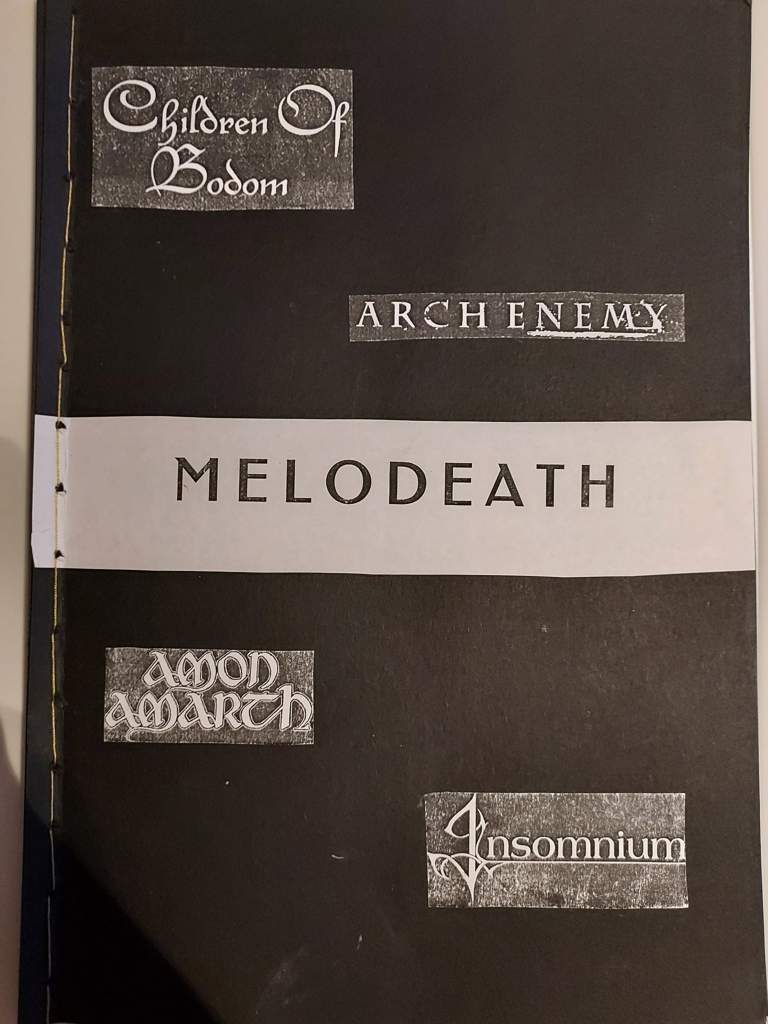 Children Of
Bodom
ARCH ENEMY
MELODEATH
AMON
AMARTH
Insomnium